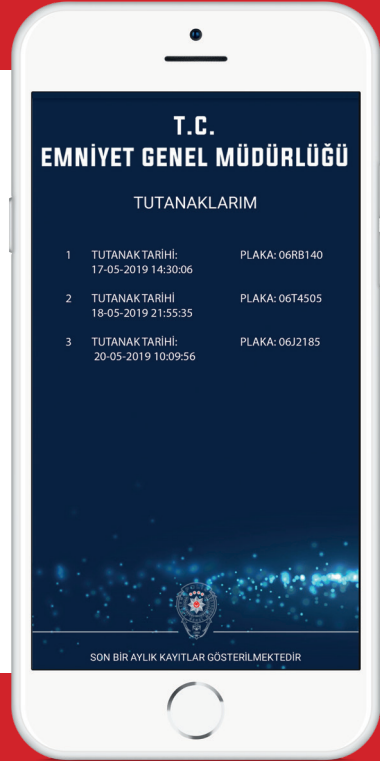 T.C.
EMNİYET GENEL MÜDÜRLÜĞÜ
TUTANAKLARIM
1 TUTANAK TARİHİ: PLAKA: 06RB140
17-05-2019 14:30:06
2 TUTANAK TARİHİ PLAKA: 06T4505
18-05-2019 21:55:35
3 TUTANAK TARİHİ: PLAKA: 06J2185
20-05-2019 10:09:56
SON BİR AYLIK KAYITLAR GÖSTERİLMEKTEDİR